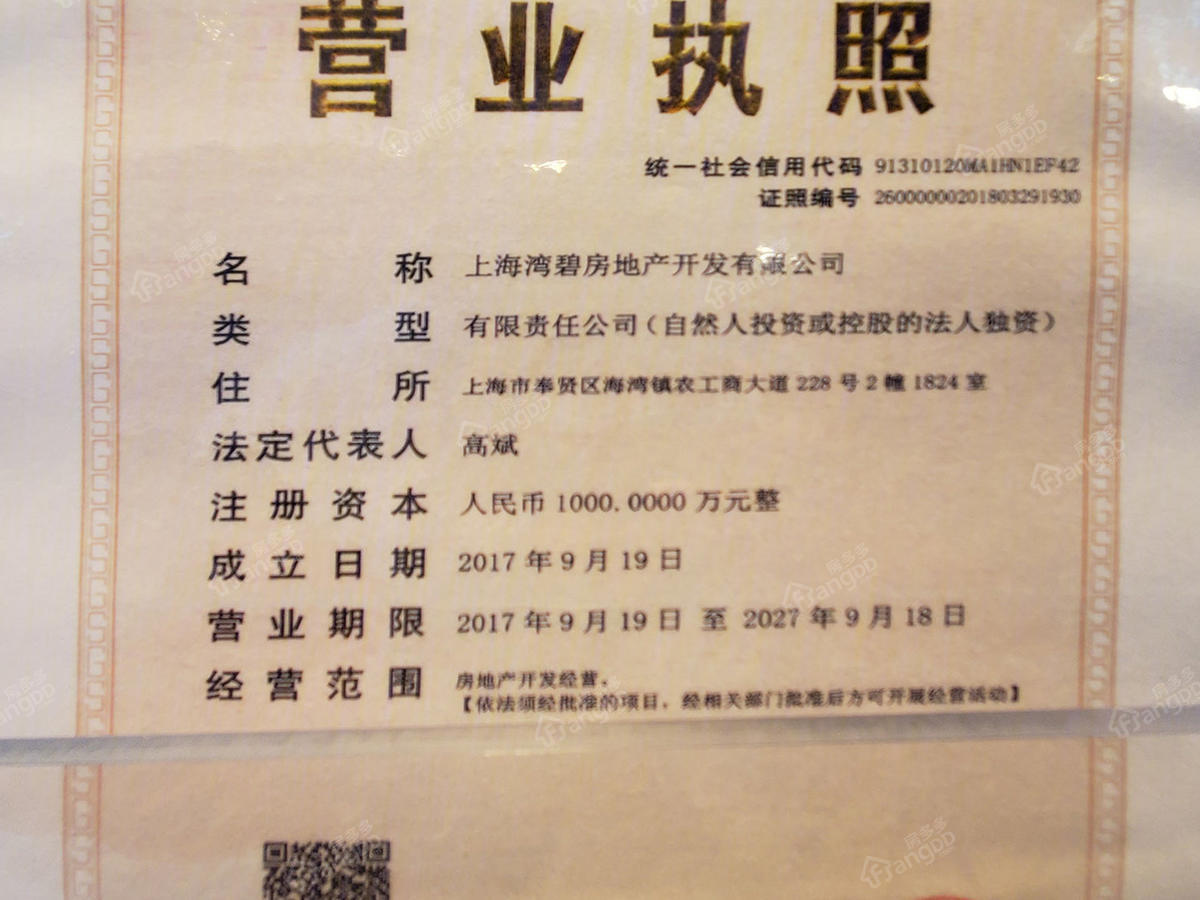 营业执照
统一社会信用代码 91310120MA1HN1EF42
证照编号 26000000201803291930
名称 上海湾碧房地产开发有限公司
类型 有限责任公司（自然人投资或控股的法人独资）
住所 上海市奉贤区海湾镇农工商大道228号2幢1824室
法定代表人 高斌
注册资本 人民币1000.0000万元整
成立日期 2017年9月19日
营业期限 2017年9月19日 至 2027年9月18日
经营范围 房地产开发经营。
【依法须经批准的项目，经相关部门批准后方可开展经营活动】
房多多
angDD